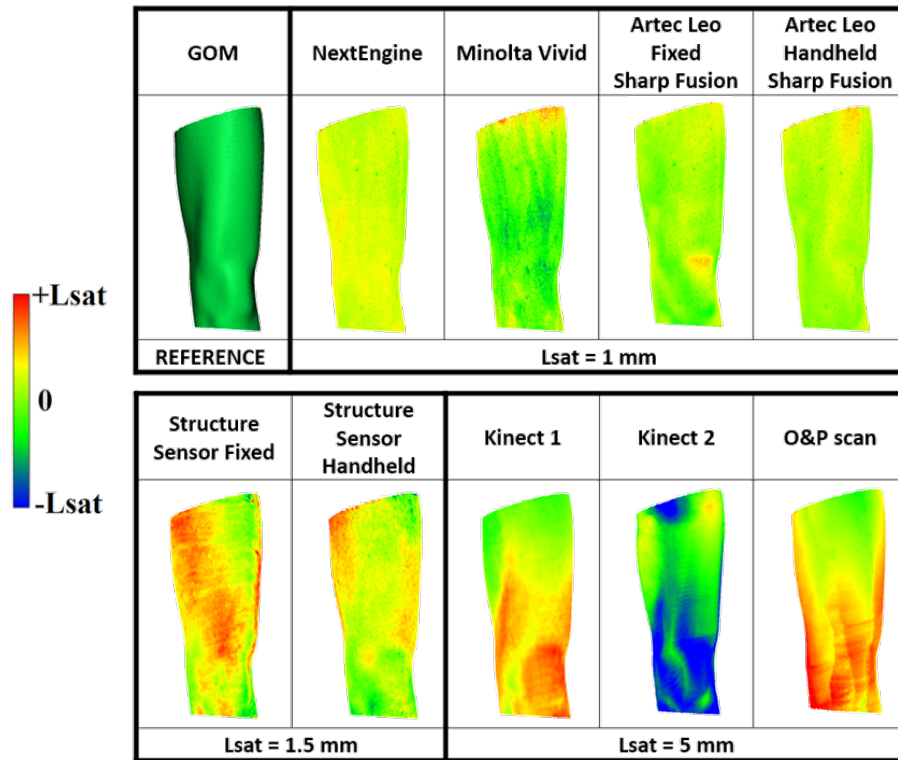 GOM
NextEngine
Minolta Vivid
Artec Leo
Fixed
Sharp Fusion
Artec Leo
Handheld
Sharp Fusion
REFERENCE
Lsat = 1 mm
+Lsat
0
-Lsat
Structure
Sensor Fixed
Structure
Sensor
Handheld
Kinect 1
Kinect 2
O&P scan
Lsat = 1.5 mm
Lsat = 5 mm